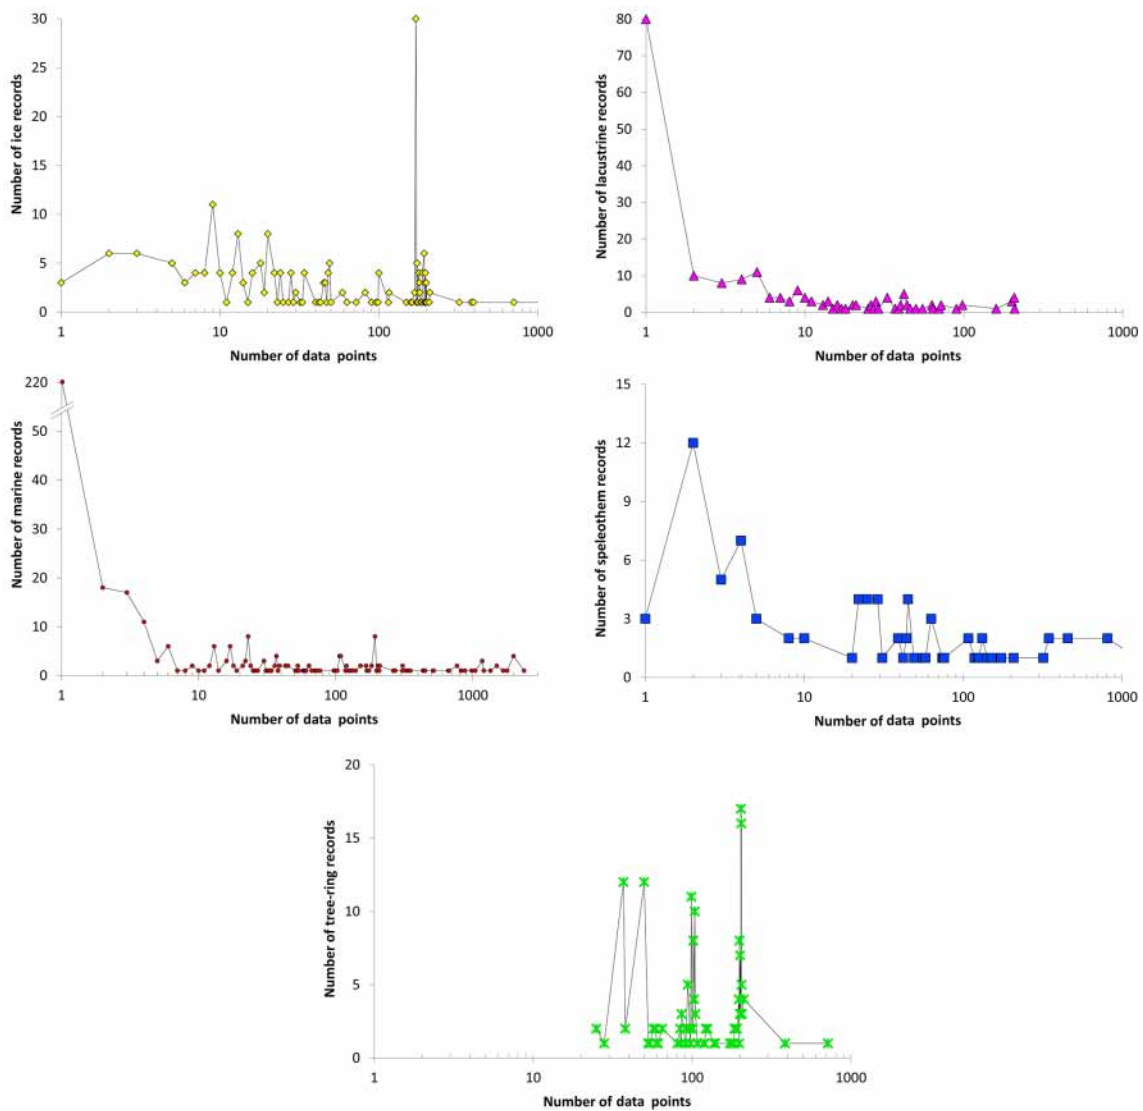 Number of ice records
30
25
20
15
10
5
0
1 10 100 1000
Number of data points
Number of lacustrine records
80
70
60
50
40
30
20
10
0
1 10 100 1000
Number of data points
Number of marine records
220
50
40
30
20
10
0
1 10 100 1000
Number of data points
Number of speleothem records
15
12
9
6
3
0
1 10 100 1000
Number of data points
Number of tree-ring records
20
15
10
5
0
1 10 100 1000
Number of data points